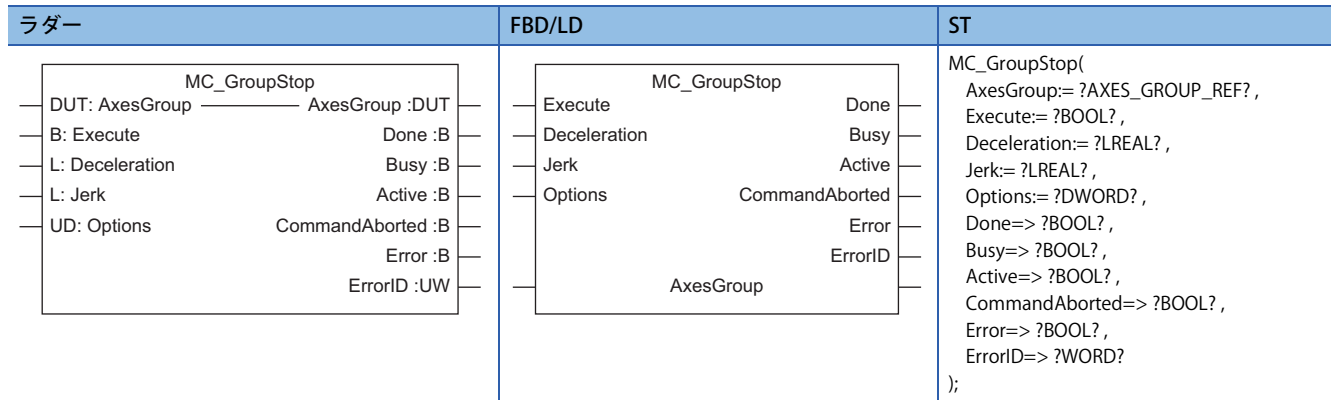 ラダー
FBD/LD
ST
MC_GroupStop
DUT: AxesGroup AxesGroup :DUT
B: Execute Done :B
L: Deceleration Busy :B
L: Jerk Active :B
UD: Options CommandAborted :B
Error :B
ErrorID :UW
MC_GroupStop
Execute Done
Deceleration Busy
Jerk Active
Options CommandAborted
Error
ErrorID
AxesGroup
MC_GroupStop(
AxesGroup:= ?AXES_GROUP_REF? ,
Execute:= ?BOOL? ,
Deceleration:= ?LREAL? ,
Jerk:= ?LREAL? ,
Options:= ?DWORD? ,
Done=> ?BOOL? ,
Busy=> ?BOOL? ,
Active=> ?BOOL? ,
CommandAborted=> ?BOOL? ,
Error=> ?BOOL? ,
ErrorID=> ?WORD?
);